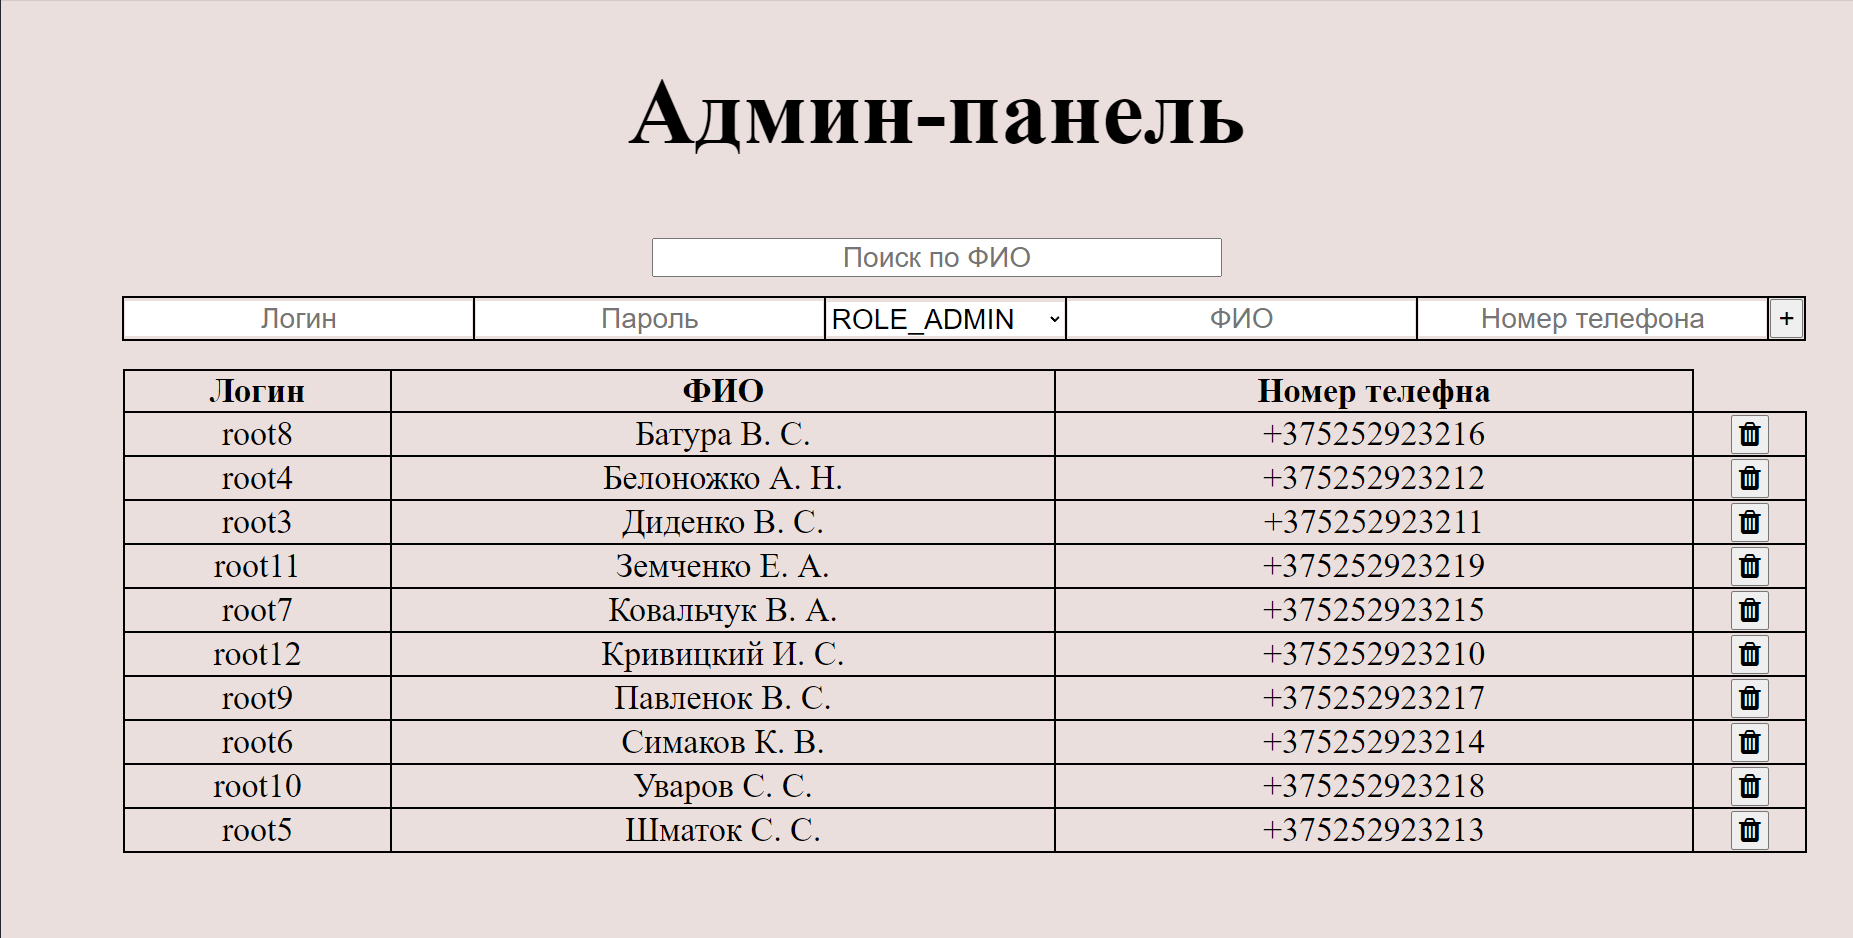 Админ-панель
Поиск по ФИО
Логин Пароль ROLE_ADMIN ФИО Номер телефона +
Логин ФИО Номер телефна
root8 Батура В. С. +375252923216
root4 Белоножко А. Н. +375252923212
root3 Диденко В. С. +375252923211
root11 Земченко Е. А. +375252923219
root7 Ковальчук В. А. +375252923215
root12 Кривицкий И. С. +375252923210
root9 Павленок В. С. +375252923217
root6 Симаков К. В. +375252923214
root10 Уваров С. С. +375252923218
root5 Шматок С. С. +375252923213